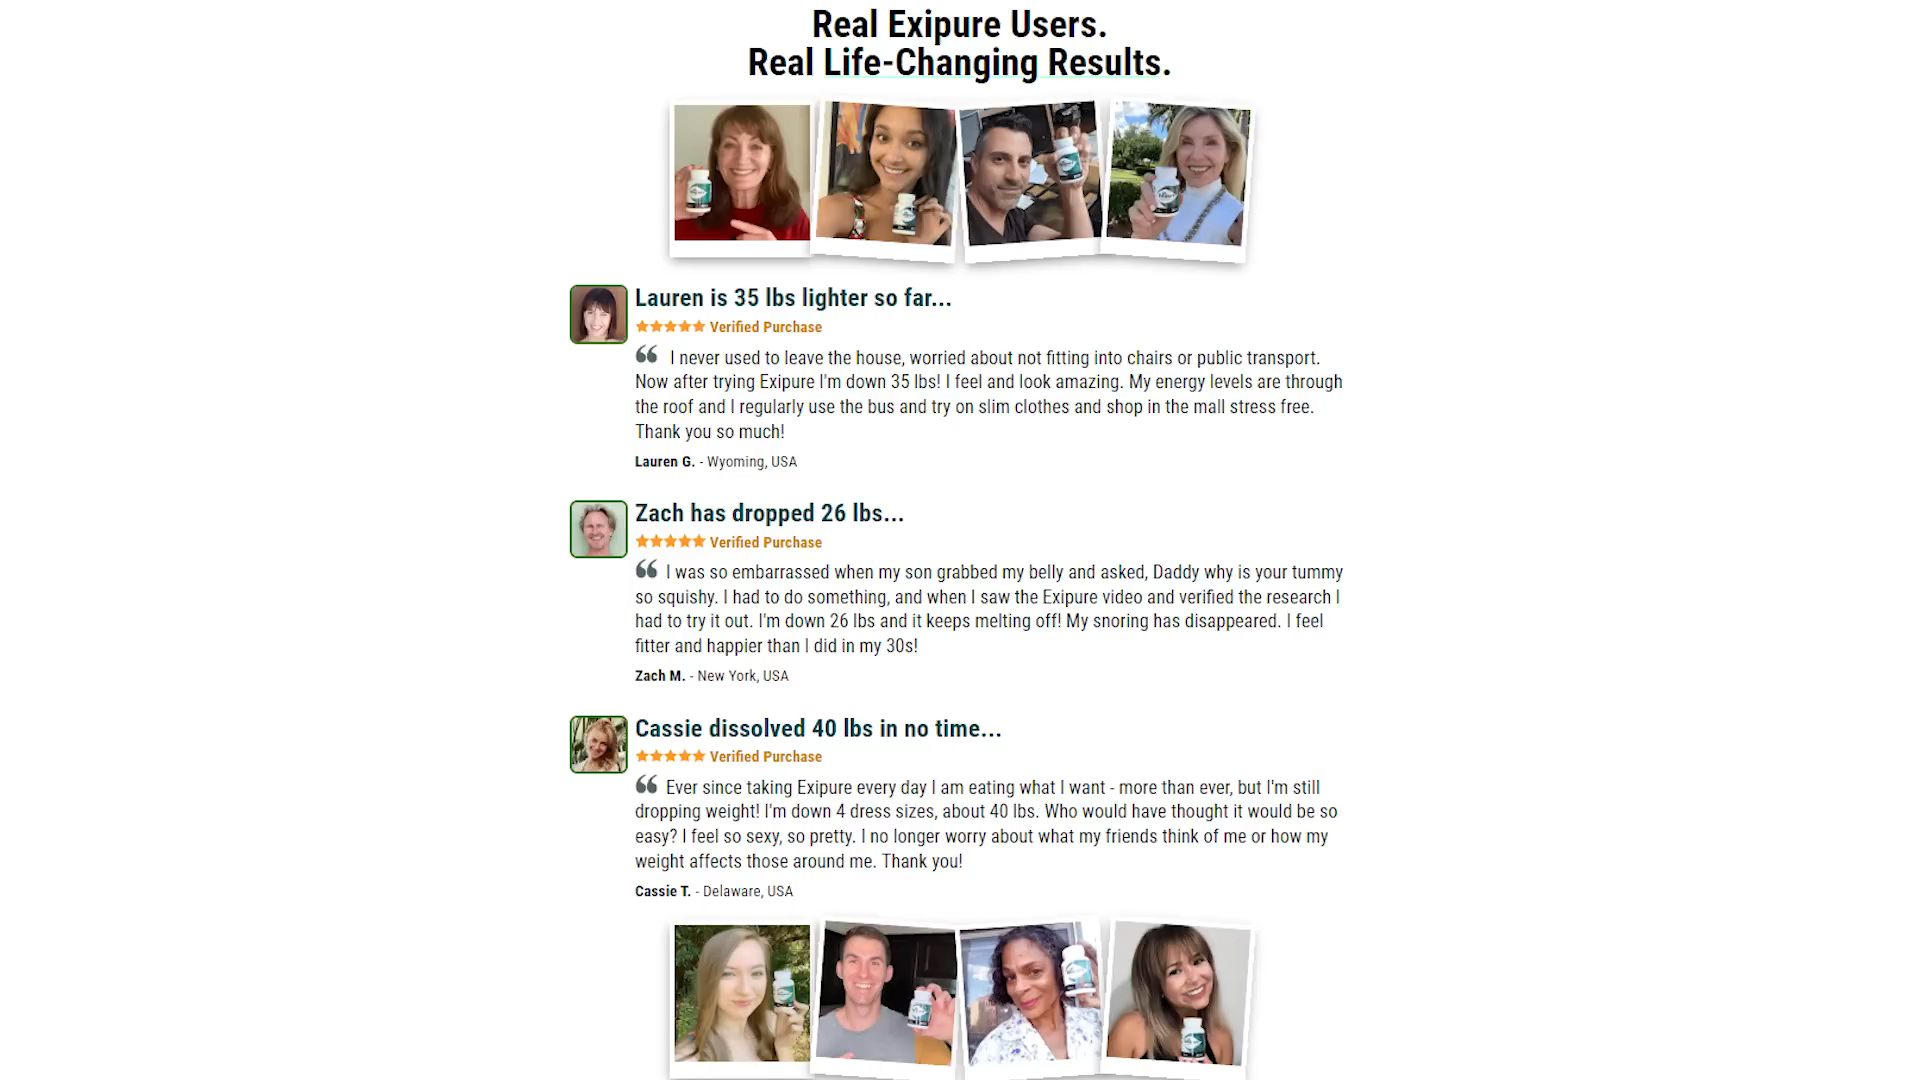 Real Exipure Users.
Real Life-Changing Results.
Lauren is 35 lbs lighter so far...
Verified Purchase
“ I never used to leave the house, worried about not fitting into chairs or public transport.
Now after trying Exipure I'm down 35 lbs! I feel and look amazing. My energy levels are through
the roof and I regularly use the bus and try on slim clothes and shop in the mall stress free.
Thank you so much!
Lauren G. - Wyoming, USA
Zach has dropped 26 lbs...
Verified Purchase
“ I was so embarrassed when my son grabbed my belly and asked, Daddy why is your tummy
so squishy. I had to do something, and when I saw the Exipure video and verified the research I
had to try it out. I'm down 26 lbs and it keeps melting off! My snoring has disappeared. I feel
fitter and happier than I did in my 30s!
Zach M. - New York, USA
Cassie dissolved 40 lbs in no time...
Verified Purchase
“ Ever since taking Exipure every day I am eating what I want - more than ever, but I'm still
dropping weight! I'm down 4 dress sizes, about 40 lbs. Who would have thought it would be so
easy? I feel so sexy, so pretty. I no longer worry about what my friends think of me or how my
weight affects those around me. Thank you!
Cassie T. - Delaware, USA